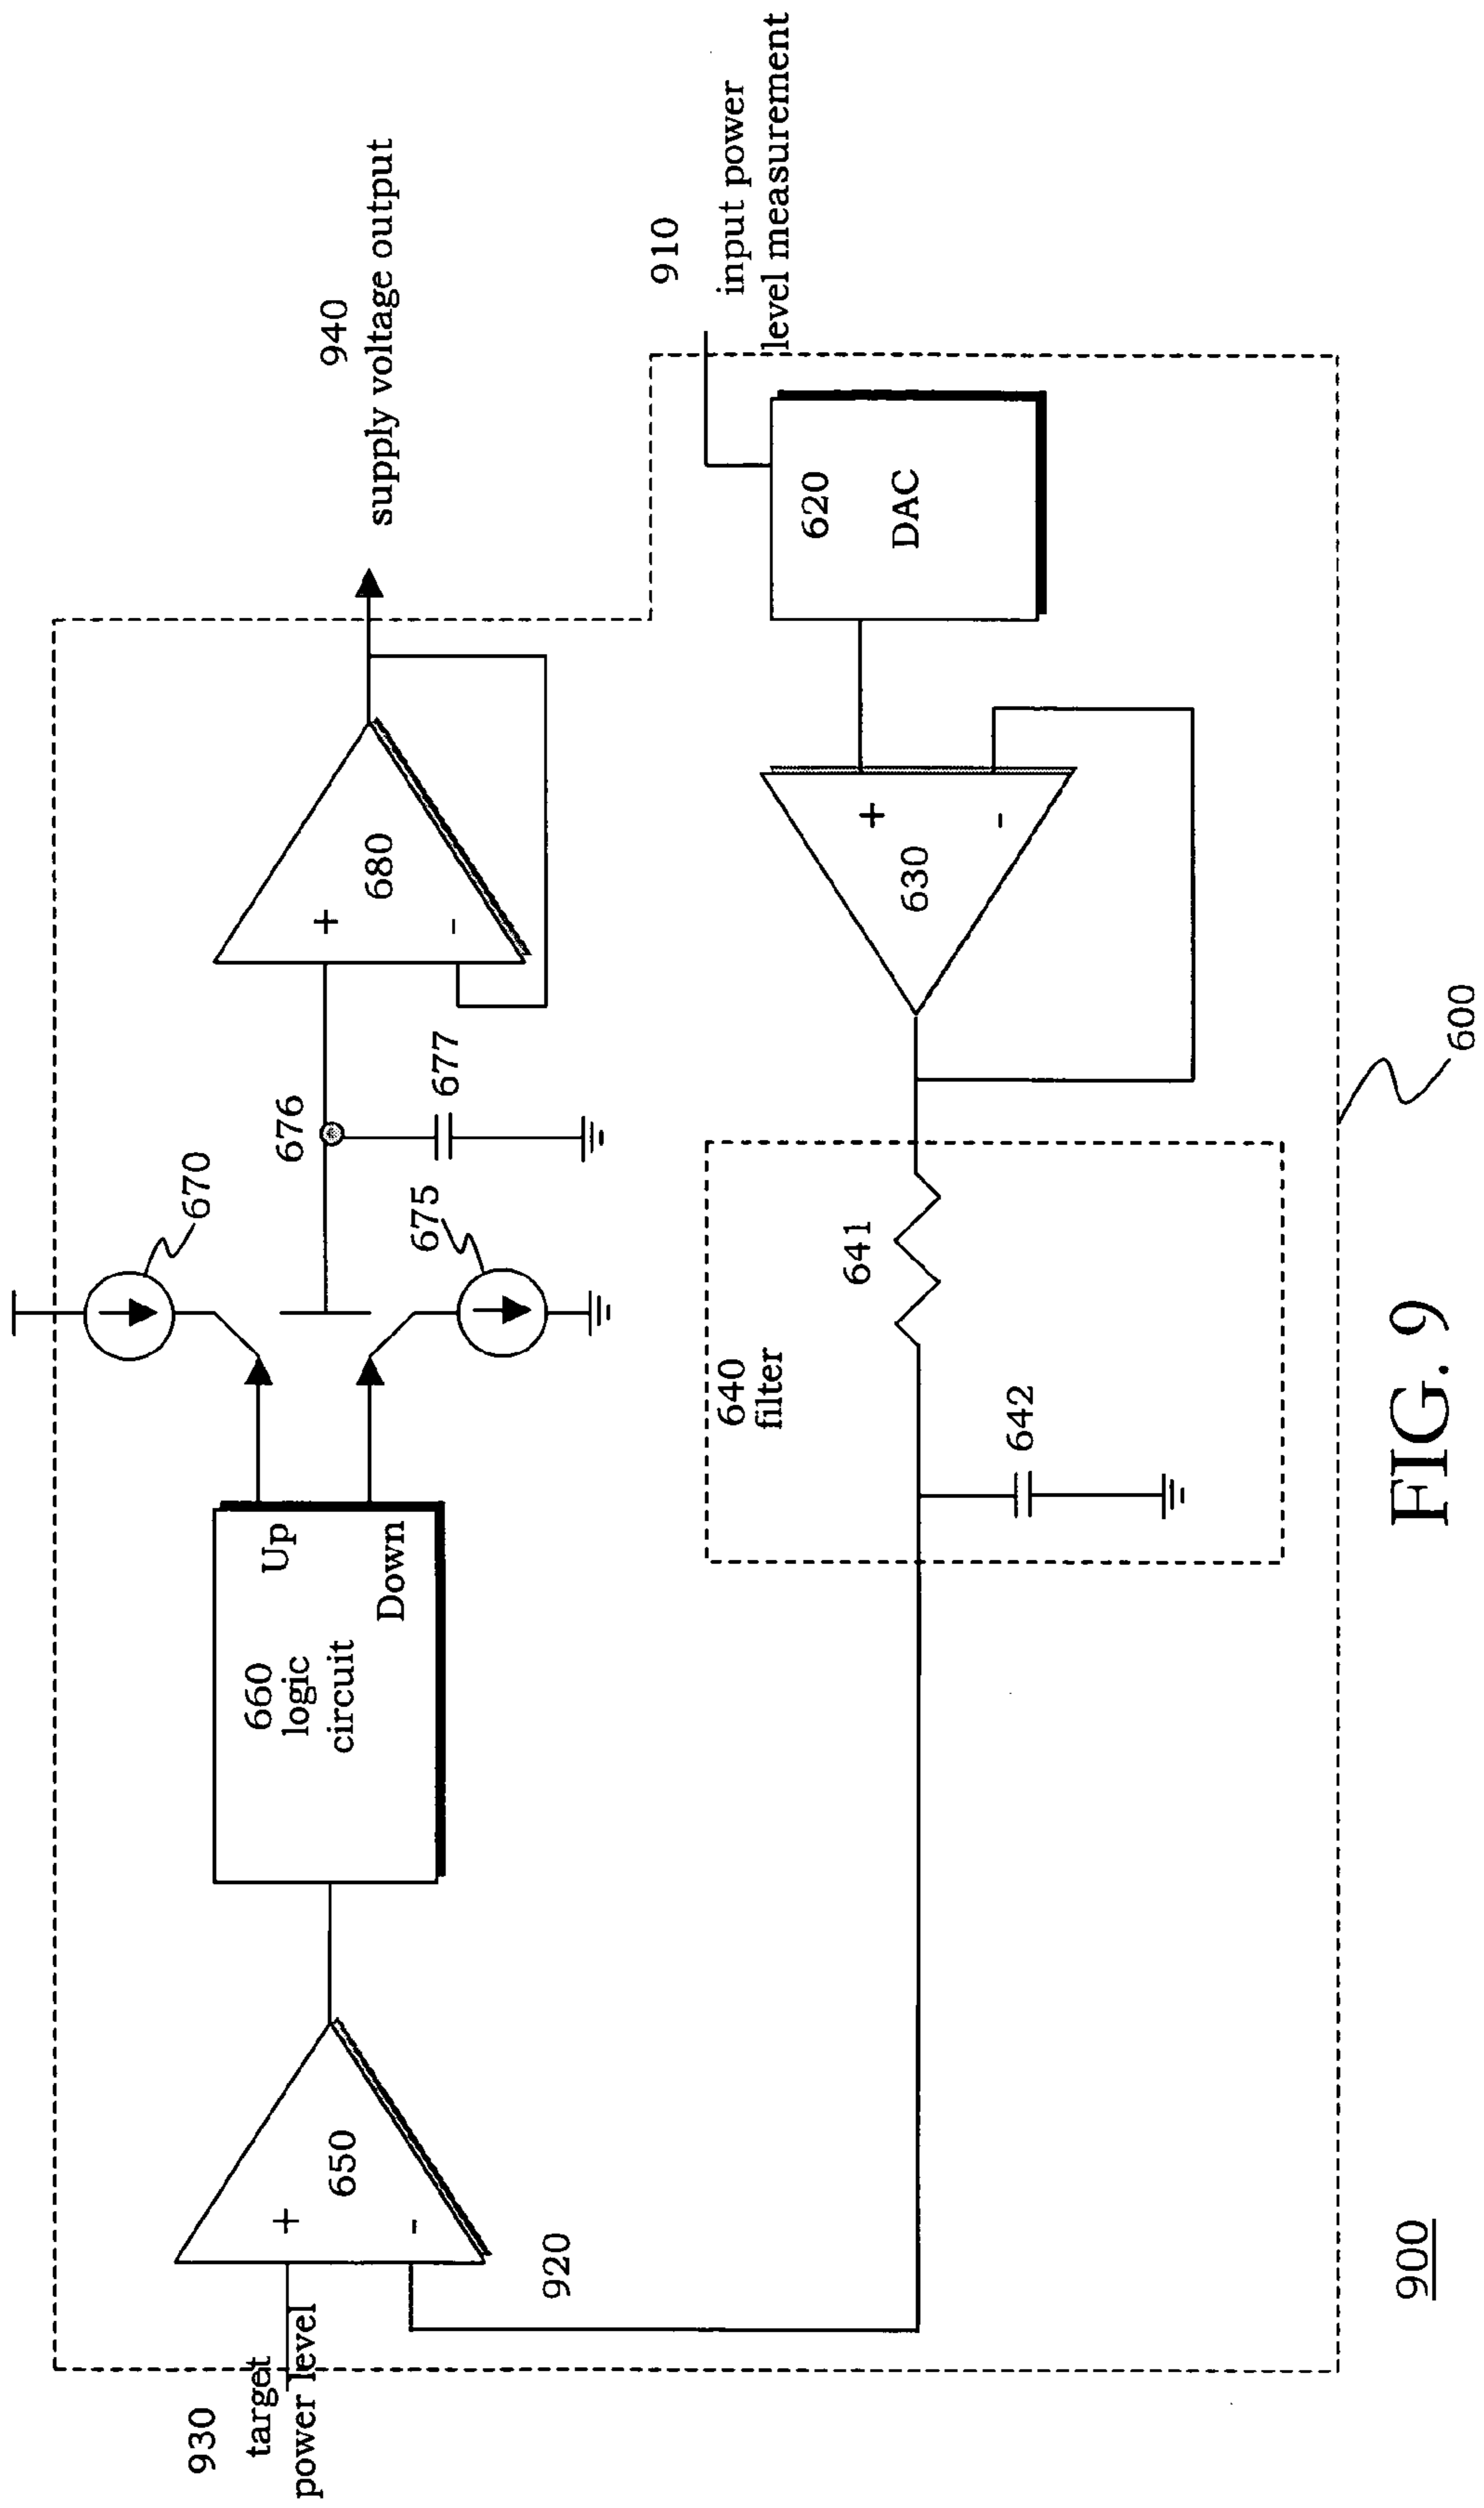 930
target
power level
+
-
650
920
660
logic
circuit
Up
Down
670
675
676
677
+
-
680
940
supply voltage output
910
input power
level measurement
620
DAC
+
-
630
640
filter
641
642
600
900
FIG. 9